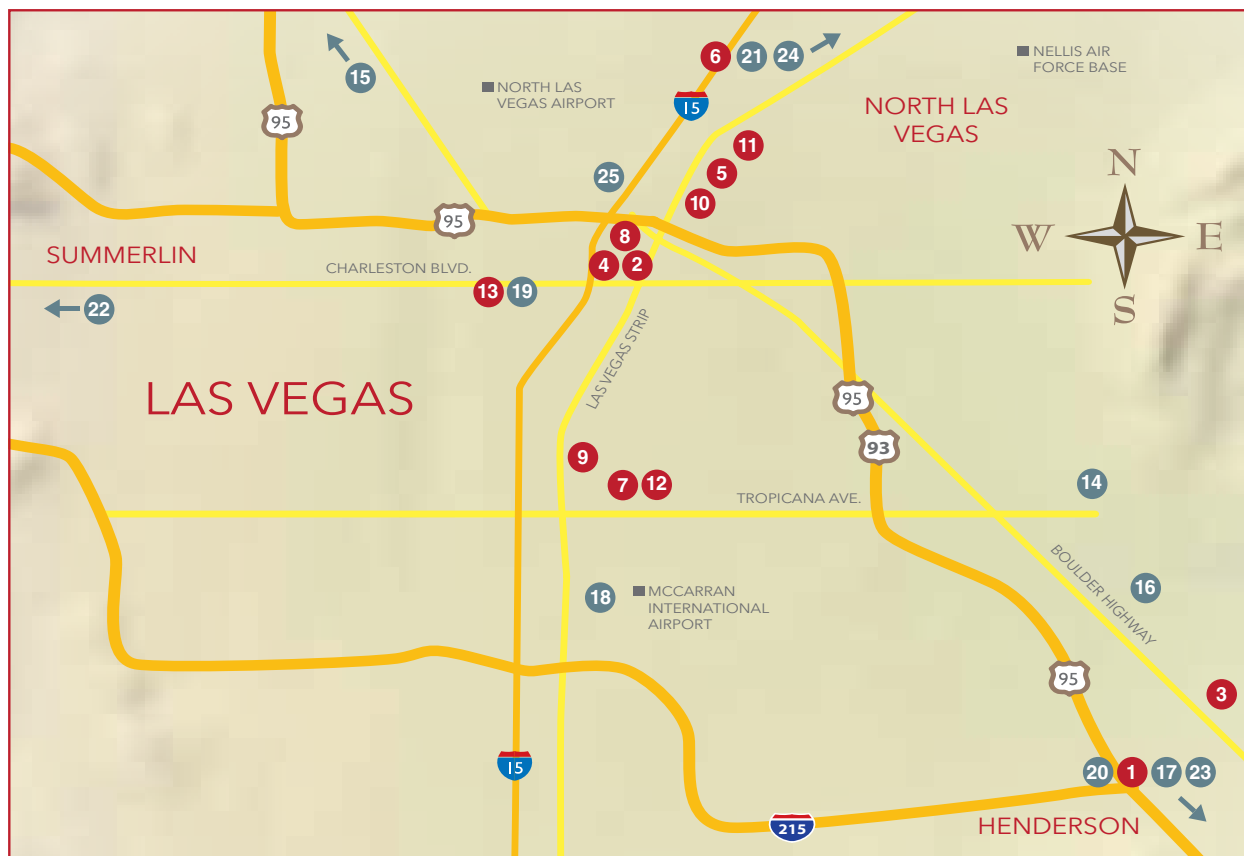 6
21
24
15
NORTH LAS
VEGAS AIRPORT
NELLIS AIR
FORCE BASE
15
95
NORTH LAS
VEGAS
11
5
25
10
N
W
E
S
95
8
SUMMERLIN
CHARLESTON BLVD.
4
2
13
19
22
LAS VEGAS STRIP
LAS VEGAS
95
93
9
7
12
TROPICANA AVE.
14
BOULDER HIGHWAY
16
18
MCCARRAN
INTERNATIONAL
AIRPORT
95
3
15
20
1
17
23
215
HENDERSON